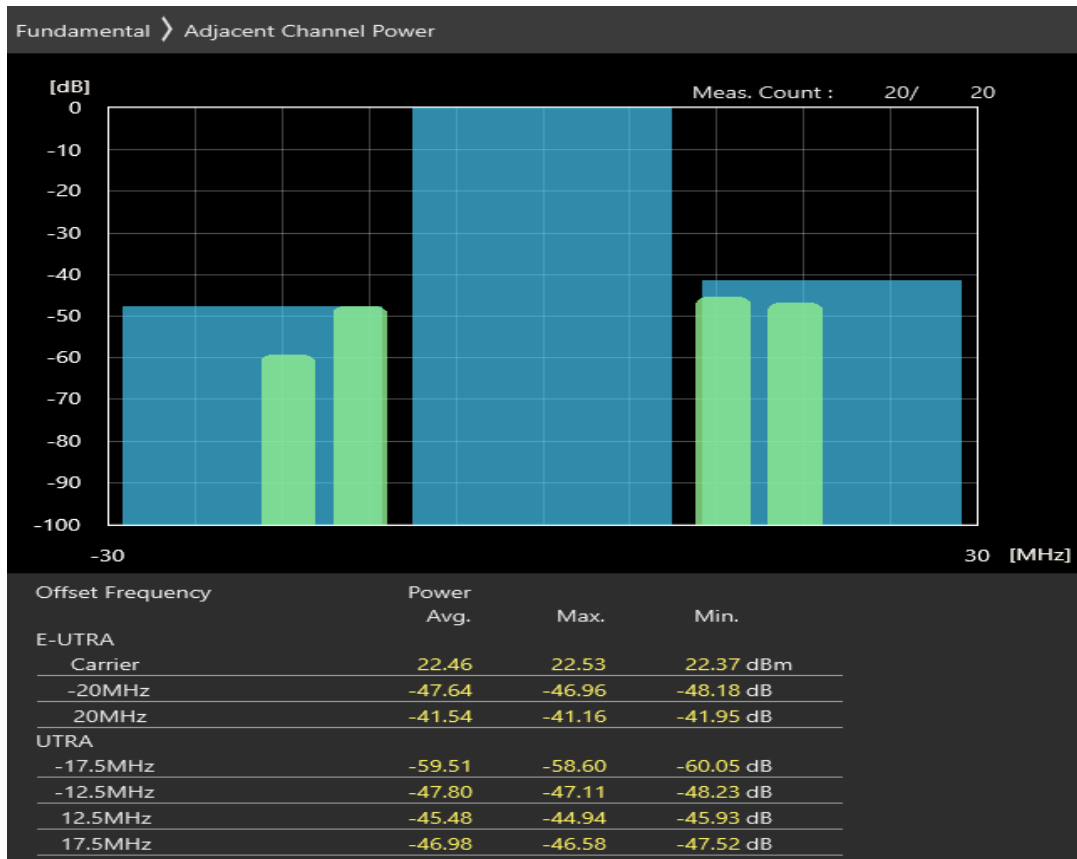 Fundamental 〉 Adjacent Channel Power
[dB]
Meas. Count : 20/ 20
0
-10
-20
-30
-40
-50
-60
-70
-80
-90
-100
-30 30 [MHz]
Offset Frequency Power
Avg. Max. Min.
E-UTRA
Carrier 22.46 22.53 22.37 dBm
-20MHz -47.64 -46.96 -48.18 dB
20MHz -41.54 -41.16 -41.95 dB
UTRA
-17.5MHz -59.51 -58.60 -60.05 dB
-12.5MHz -47.80 -47.11 -48.23 dB
12.5MHz -45.48 -44.94 -45.93 dB
17.5MHz -46.98 -46.58 -47.52 dB